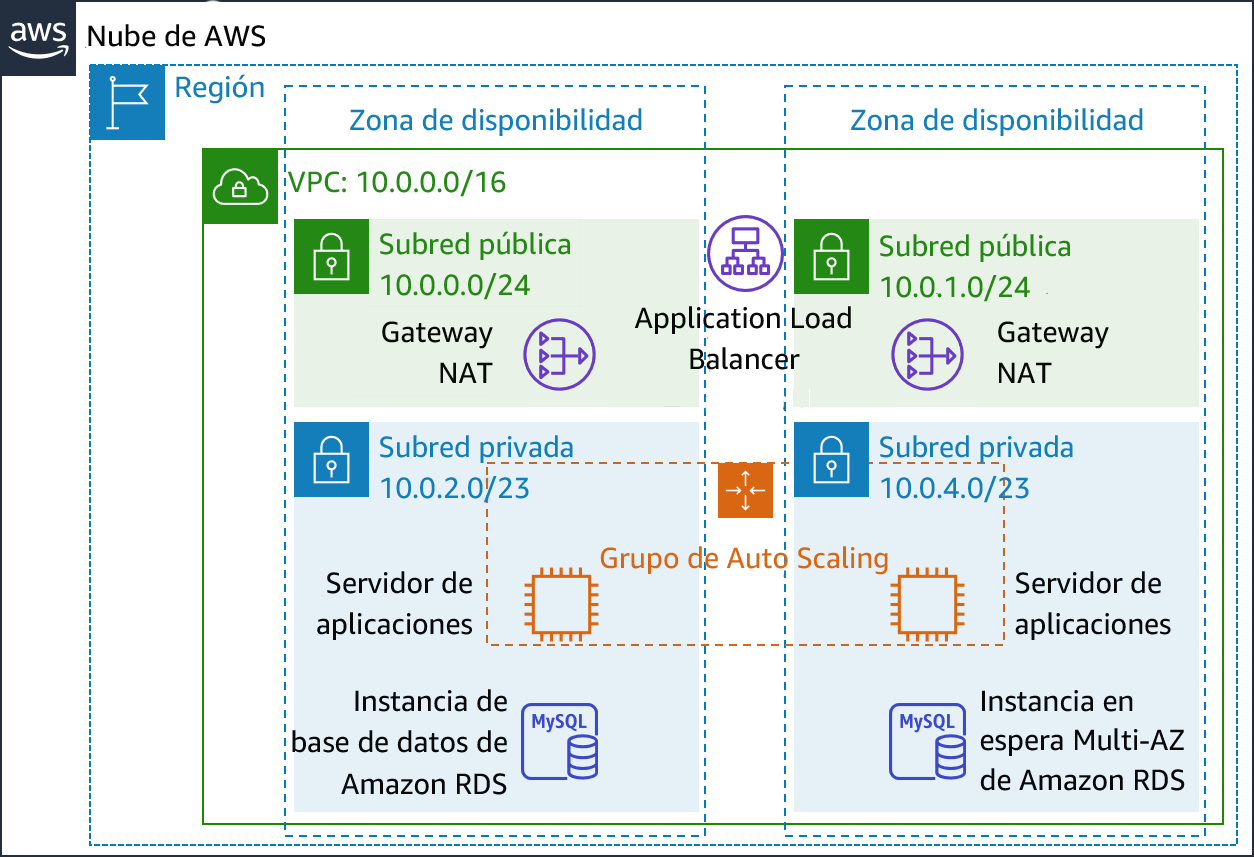 aws
Nube de AWS
Región
Zona de disponibilidad
Zona de disponibilidad
VPC: 10.0.0.0/16
Subred pública
10.0.0.0/24
Gateway
NAT
Application Load
Balancer
Subred pública
10.0.1.0/24
Gateway
NAT
Subred privada
10.0.2.0/23
Subred privada
10.0.4.0/23
Grupo de Auto Scaling
Servidor de
aplicaciones
Servidor de
aplicaciones
Instancia de
base de datos de
Amazon RDS
MySQL
MySQL
Instancia en
espera Multi-AZ
de Amazon RDS